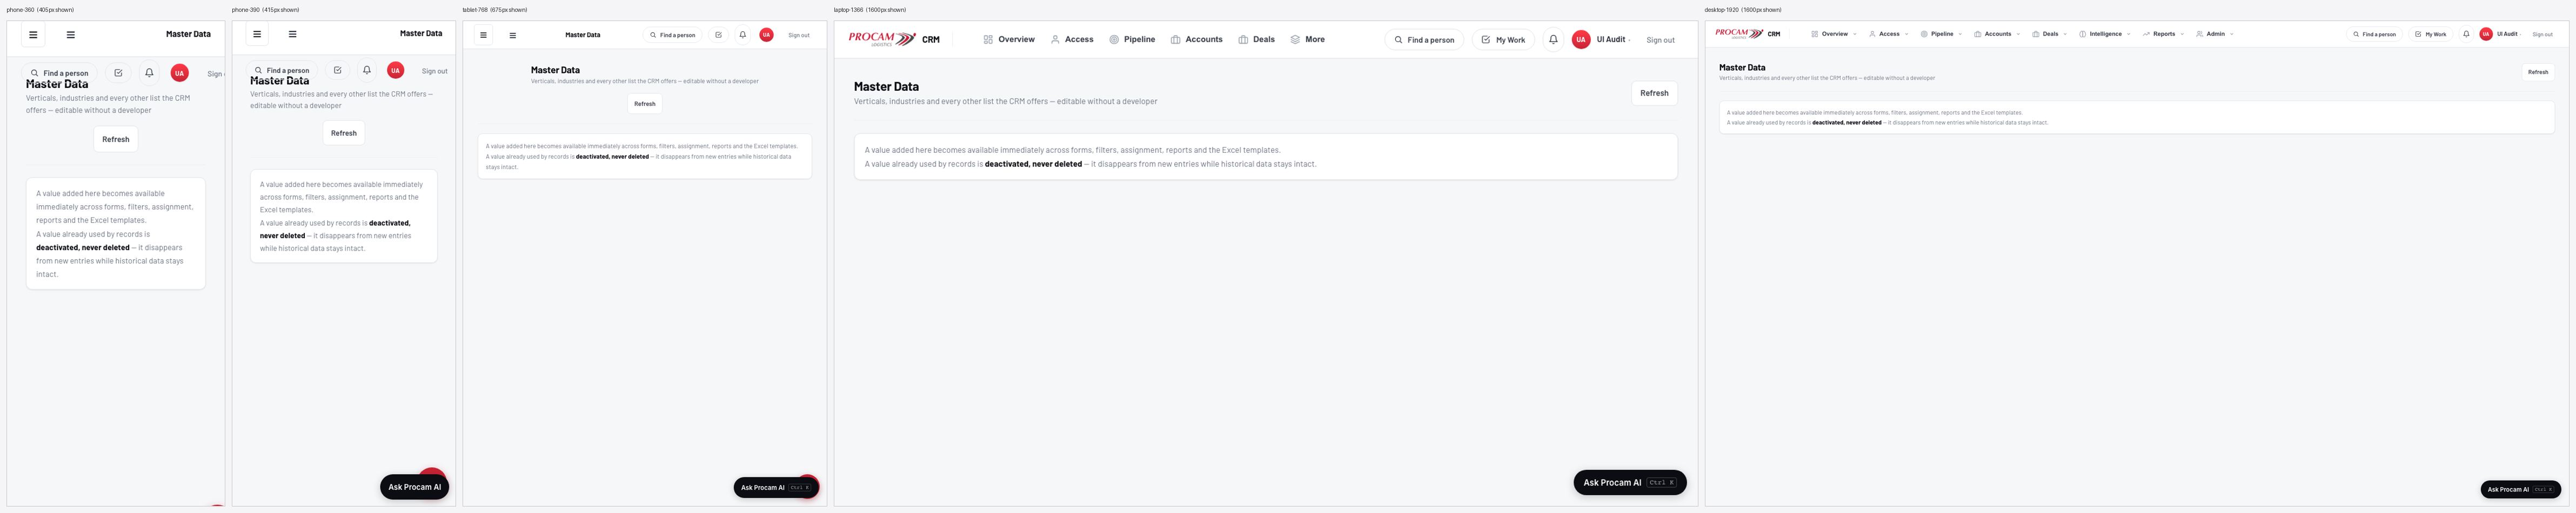 phone-360 (405px shown)
Master Data
Find a person
UA
Sign
Master Data
Verticals, industries and every other list the CRM
offers — editable without a developer
Refresh
A value added here becomes available
immediately across forms, filters, assignment,
reports and the Excel templates.
A value already used by records is
deactivated, never deleted — it disappears
from new entries while historical data stays
intact.
phone-390 (415px shown)
Master Data
Find a person
UA
Sign out
Master Data
Verticals, industries and every other list the CRM offers —
editable without a developer
Refresh
A value added here becomes available immediately
across forms, filters, assignment, reports and the
Excel templates.
A value already used by records is deactivated,
never deleted — it disappears from new entries
while historical data stays intact.
Ask Procam AI
tablet-768 (675px shown)
Master Data
Find a person
UA
Sign out
Master Data
Verticals, industries and every other list the CRM offers — editable without a developer
Refresh
A value added here becomes available immediately across forms, filters, assignment, reports and the Excel templates.
A value already used by records is deactivated, never deleted — it disappears from new entries while historical data
stays intact.
Ask Procam AI Ctrl K
laptop-1366 (1600px shown)
PROCAM LOGISTICS CRM
Overview
Access
Pipeline
Accounts
Deals
More
Find a person
My Work
UA
UI Audit
Sign out
Master Data
Verticals, industries and every other list the CRM offers — editable without a developer
Refresh
A value added here becomes available immediately across forms, filters, assignment, reports and the Excel templates.
A value already used by records is deactivated, never deleted — it disappears from new entries while historical data stays intact.
Ask Procam AI Ctrl K
desktop-1920 (1600px shown)
PROCAM LOGISTICS CRM
Overview
Access
Pipeline
Accounts
Deals
Intelligence
Reports
Admin
Find a person
My Work
UA
UI Audit
Sign out
Master Data
Verticals, industries and every other list the CRM offers — editable without a developer
Refresh
A value added here becomes available immediately across forms, filters, assignment, reports and the Excel templates.
A value already used by records is deactivated, never deleted — it disappears from new entries while historical data stays intact.
Ask Procam AI Ctrl K